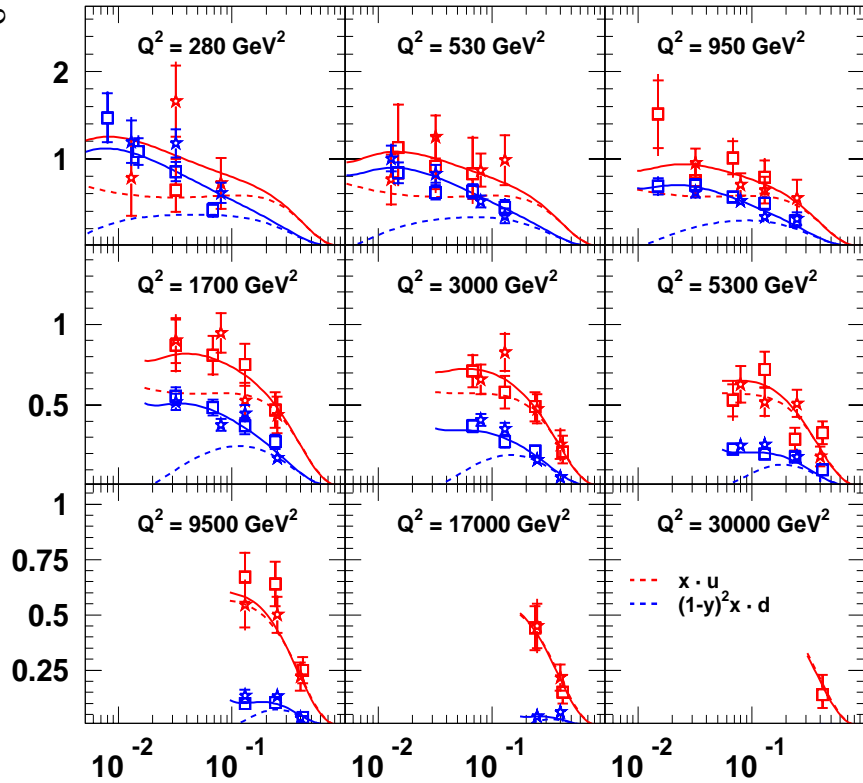 Q² = 280 GeV²
Q² = 530 GeV²
Q² = 950 GeV²
2
1
Q² = 1700 GeV²
Q² = 3000 GeV²
Q² = 5300 GeV²
1
0.5
Q² = 9500 GeV²
Q² = 17000 GeV²
Q² = 30000 GeV²
1
0.75
0.5
0.25
x · u
(1-y)²x · d
10⁻² 10⁻¹ 10⁻² 10⁻¹ 10⁻² 10⁻¹